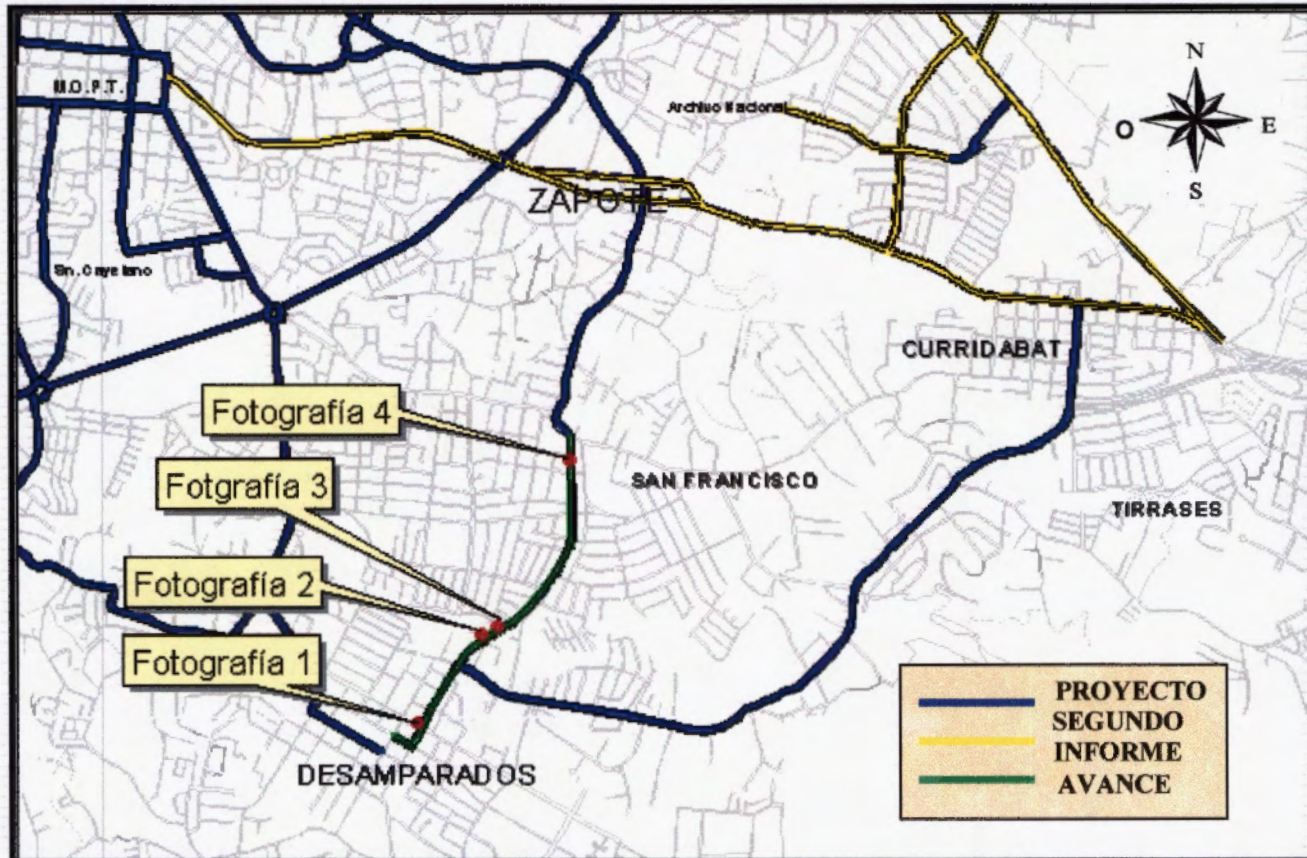 N
M.O.P.T.
Archivo Nacional
O
E
S
ZAPOTE
Sn. Cayetano
CURRIDABAT
Fotografía 4
Fotgrafía 3
SAN FRANCISCO
TIRRASES
Fotografía 2
Fotografía 1
PROYECTO
SEGUNDO
INFORME
AVANCE
DESAMPARADOS